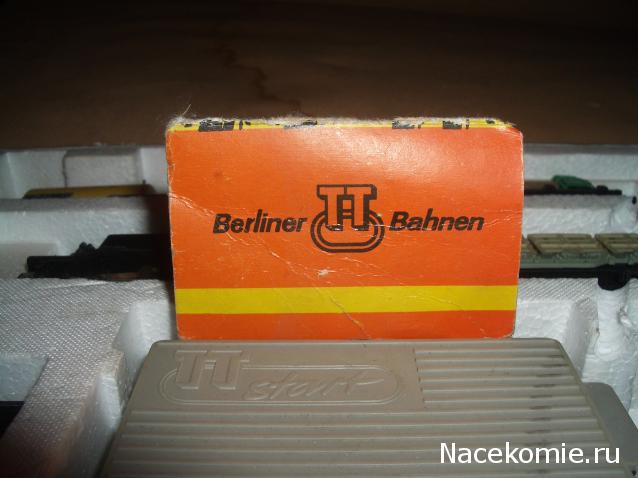 Berliner TT Bahnen
TT start
Nacekomie.ru